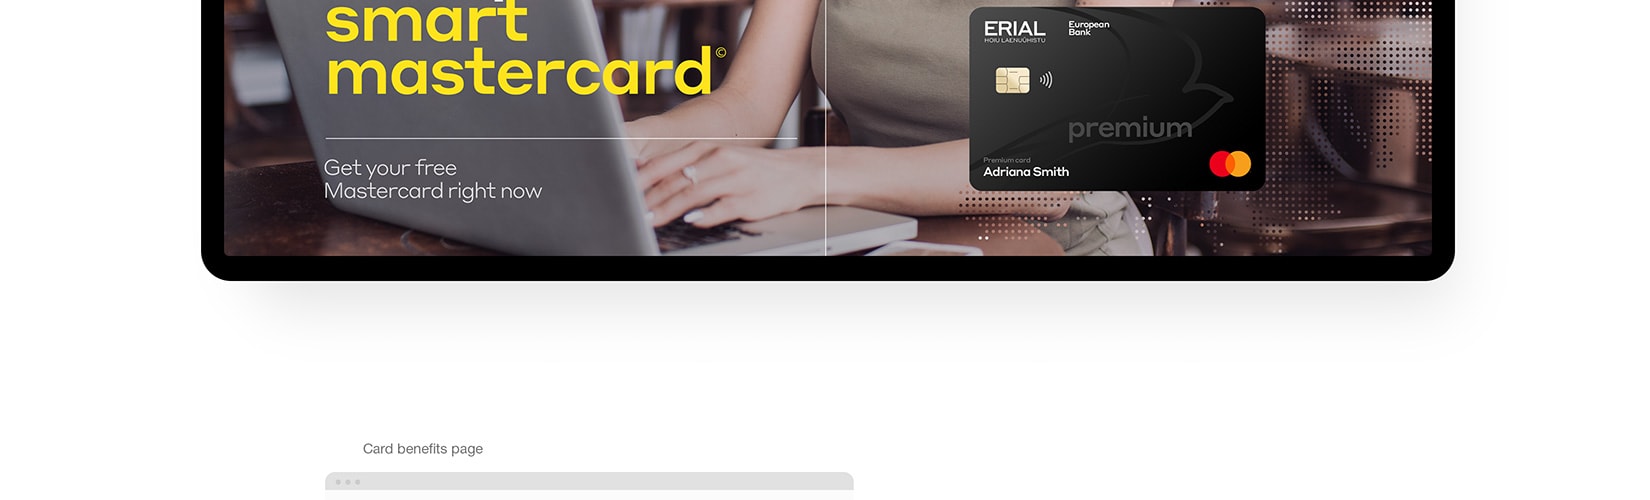 smart
mastercard©
Get your free
Mastercard right now
ERIAL
HOIU LAENUÜHISTU
European
Bank
premium
Premium card
Adriana Smith
Card benefits page